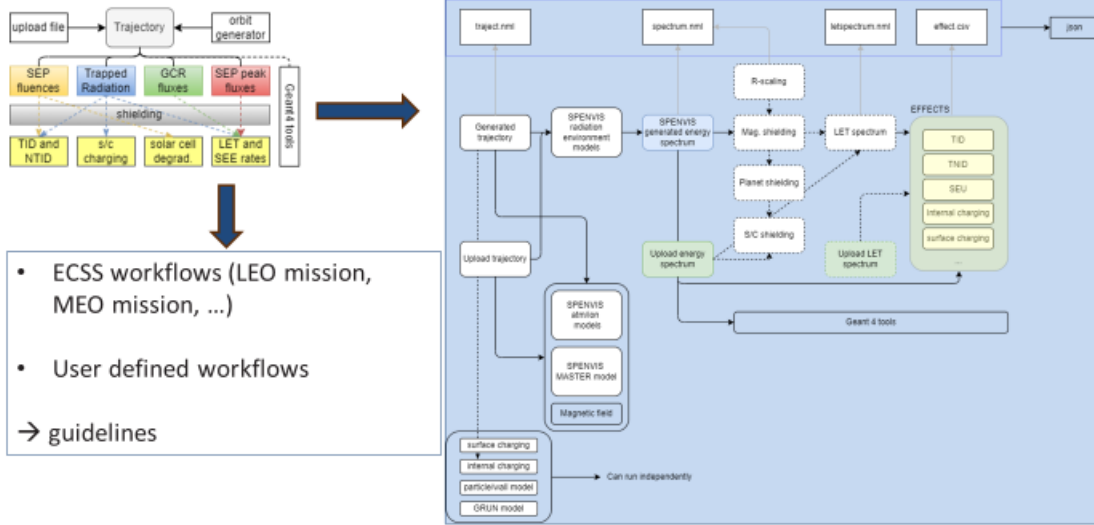 upload file
Trajectory
orbit
generator
SEP
fluences
Trapped
Radiation
GCR
fluxes
SEP peak
fluxes
Geant4 tools
shielding
TID and
NTID
s/c
charging
solar cell
degrad.
LET and
SEE rates
• ECSS workflows (LEO mission,
MEO mission, ...)
• User defined workflows
→ guidelines
traject.nml
spectrum.nml
letspectrum.nml
effect.csv
json
R-scaling
EFFECTS
Generated
trajectory
SPENVIS
radiation
environment
models
SPENVIS
generated energy
spectrum
Mag. shielding
LET spectrum
TID
TNID
SEU
internal charging
surface charging
...
Planet shielding
S/C shielding
Upload trajectory
Upload energy
spectrum
Upload LET
spectrum
SPENVIS
atm/ion
models
Geant 4 tools
SPENVIS
MASTER model
Magnetic field
surface charging
internal charging
particle/wall model
GRUN model
Can run independently